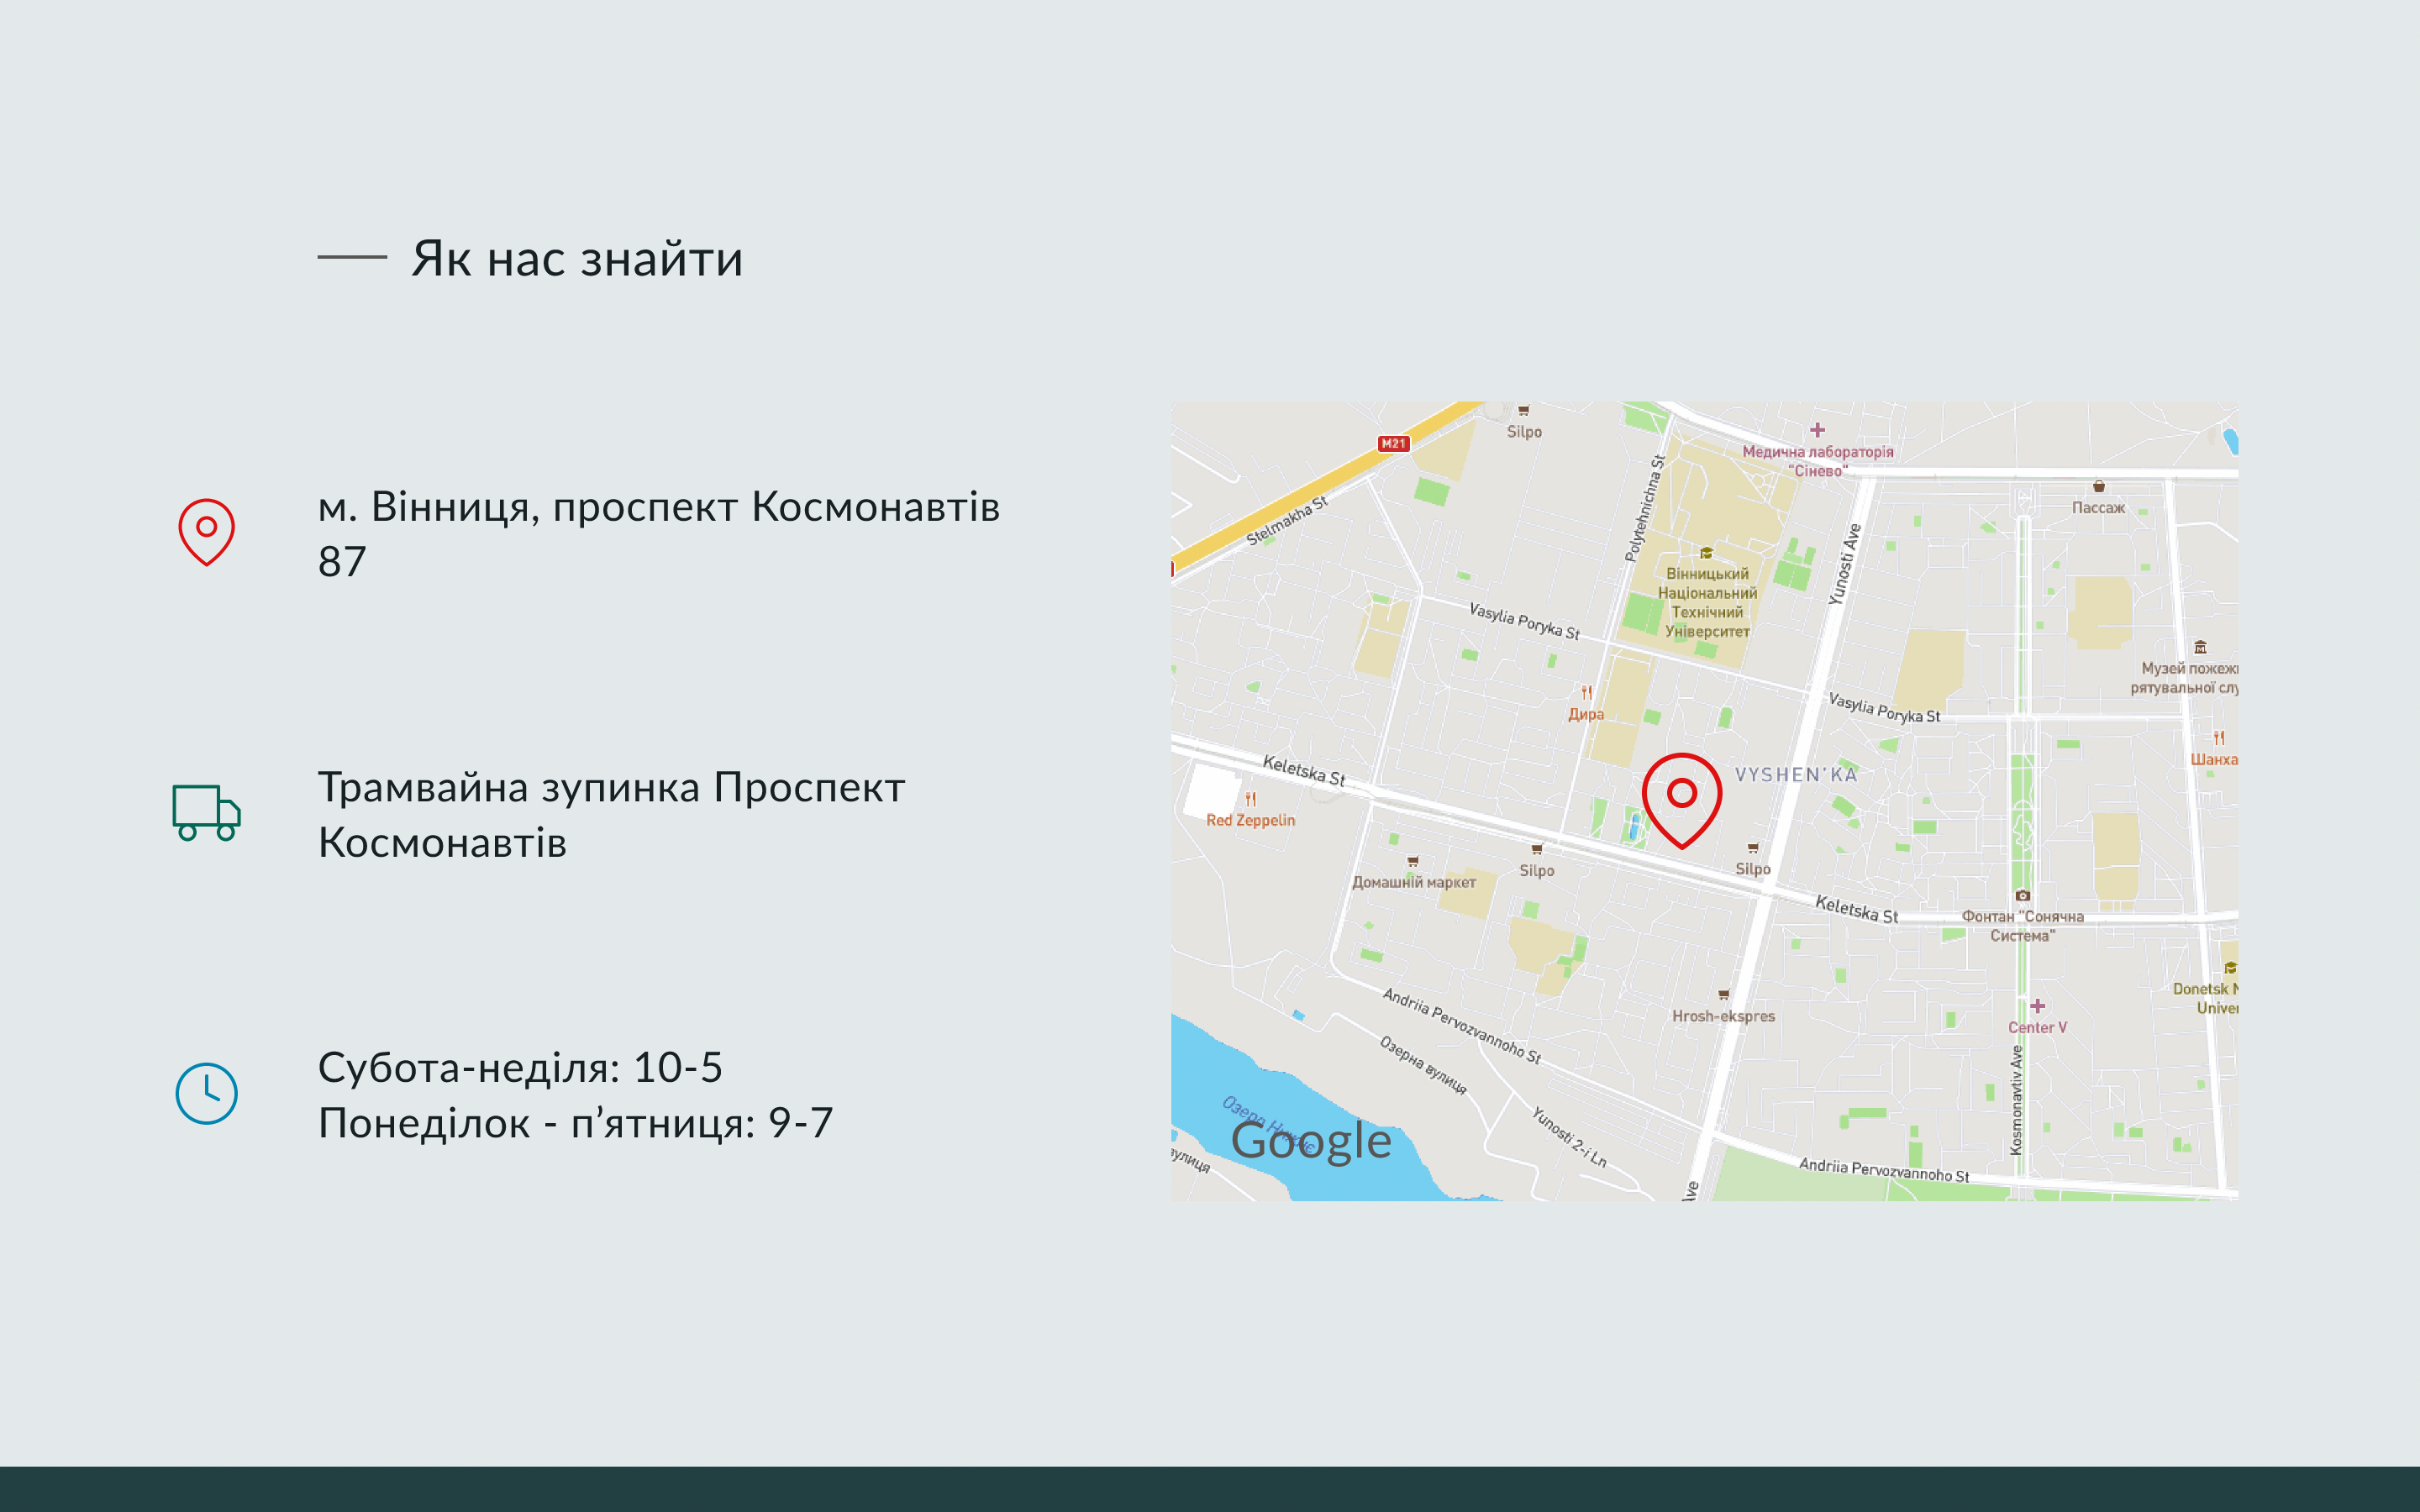 Як нас знайти
м. Вінниця, проспект Космонавтів
87
Трамвайна зупинка Проспект
Космонавтів
Субота-неділя: 10-5
Понеділок - п’ятниця: 9-7
Silpo
M21
Stelmakha St
Polytehnichna St
Медична лабораторія
"Сінево"
Пассаж
Yunosti Ave
Вінницький
Національний
Технічний
Університет
Vasylia Poryka St
Музей пожеж
рятувальної слу
Дира
Vasylia Poryka St
Шанха
Keletska St
VYSHEN'KA
Red Zeppelin
Домашній маркет
Silpo
Silpo
Keletska St
Фонтан "Сонячна
Система"
Donetsk N
Univer
Hrosh-ekspres
Center V
Andriia Pervozvannoho St
Озерна вулиця
Kosmonavtiv Ave
Озеро
Google
Yunosti 2-i Ln
вулиця
Andriia Pervozvannoho St
Ave